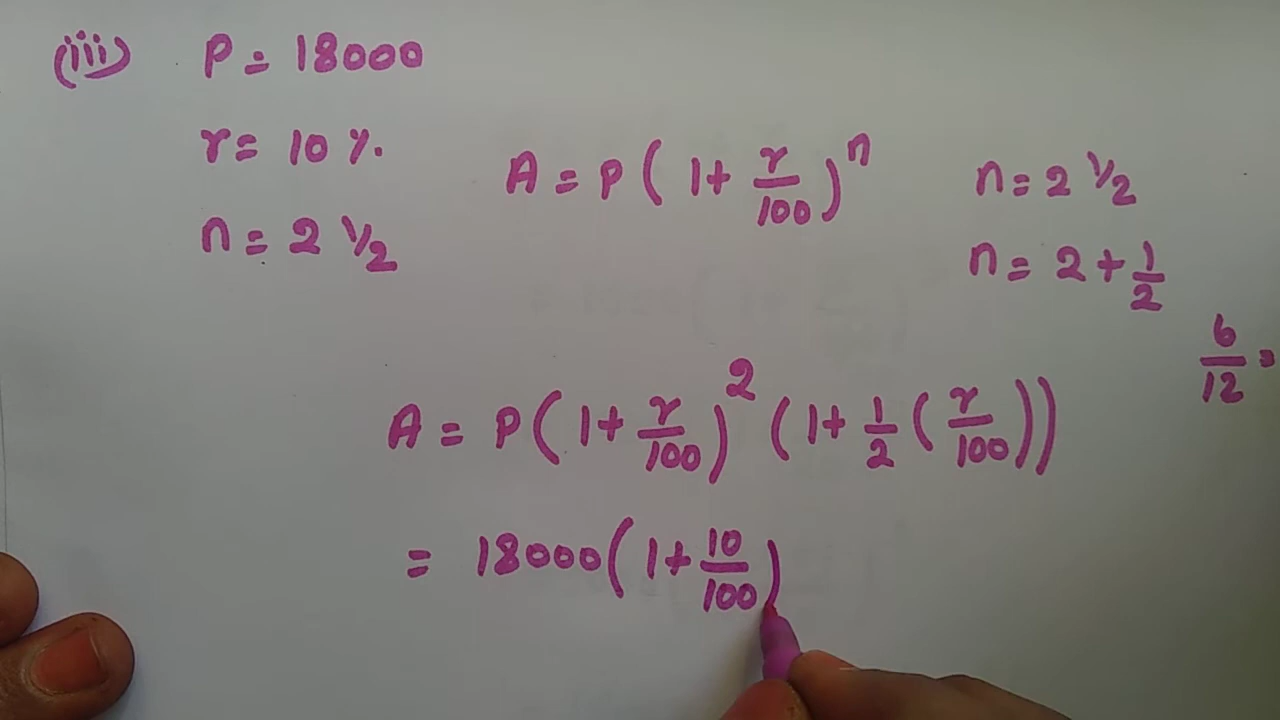 (iii) P = 18000
r = 10 %.
A = P ( 1 + r/100 )^n
n = 2 1/2
n = 2 1/2
n = 2 + 1/2
6/12 =
A = P ( 1 + r/100 )^2 ( 1 + 1/2 ( r/100 ) )
= 18000 ( 1 + 10/100 )